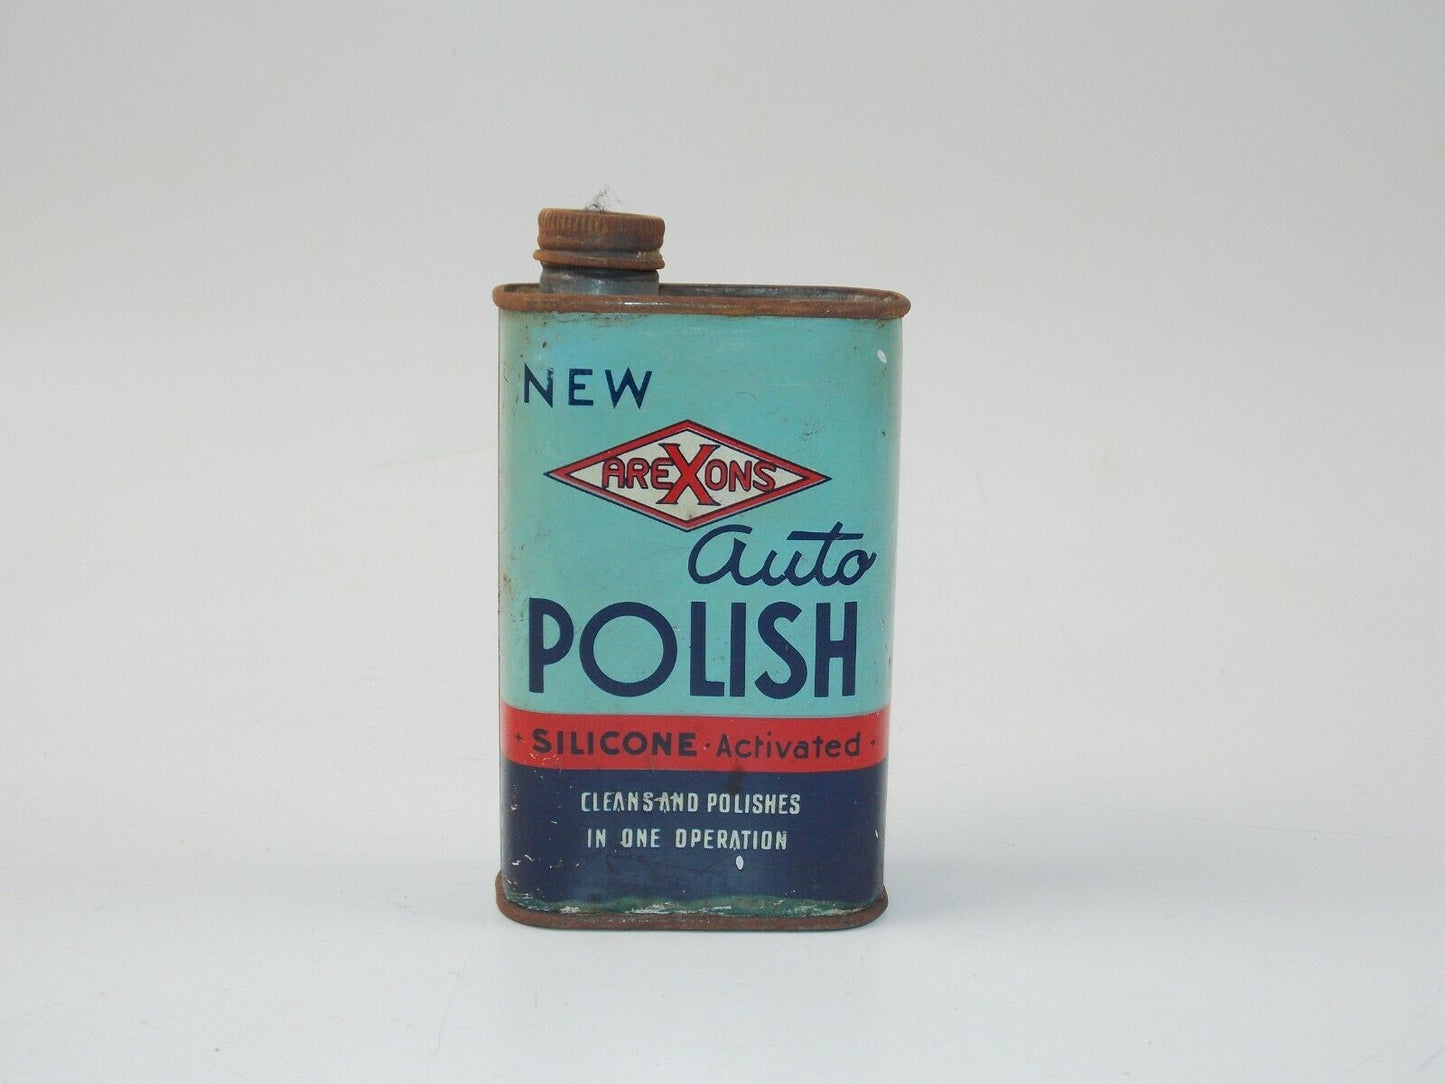 NEW
AREXONS
Auto
POLISH
SILICONE · Activated
CLEANS AND POLISHES
IN ONE OPERATION